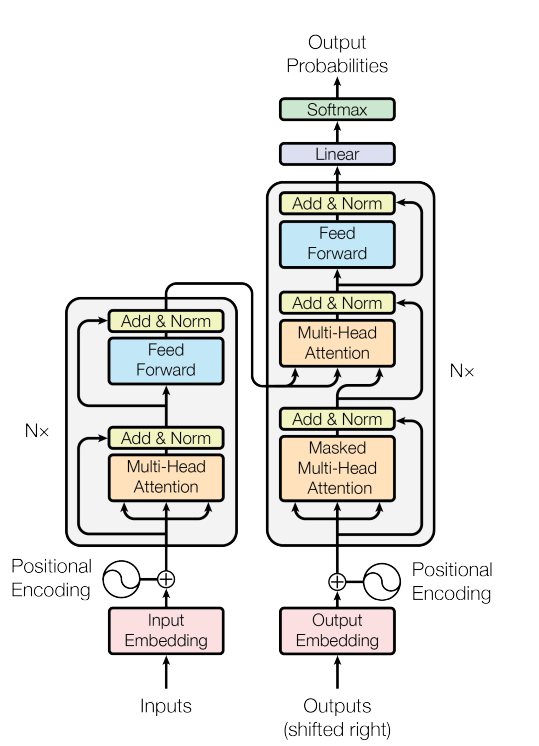 Output
Probabilities
Softmax
Linear
Add & Norm
Feed
Forward
Add & Norm
Multi-Head
Attention
Add & Norm
Masked
Multi-Head
Attention
Nx
Positional
Encoding
Output
Embedding
Outputs
(shifted right)
Add & Norm
Feed
Forward
Add & Norm
Multi-Head
Attention
N×
Positional
Encoding
Input
Embedding
Inputs